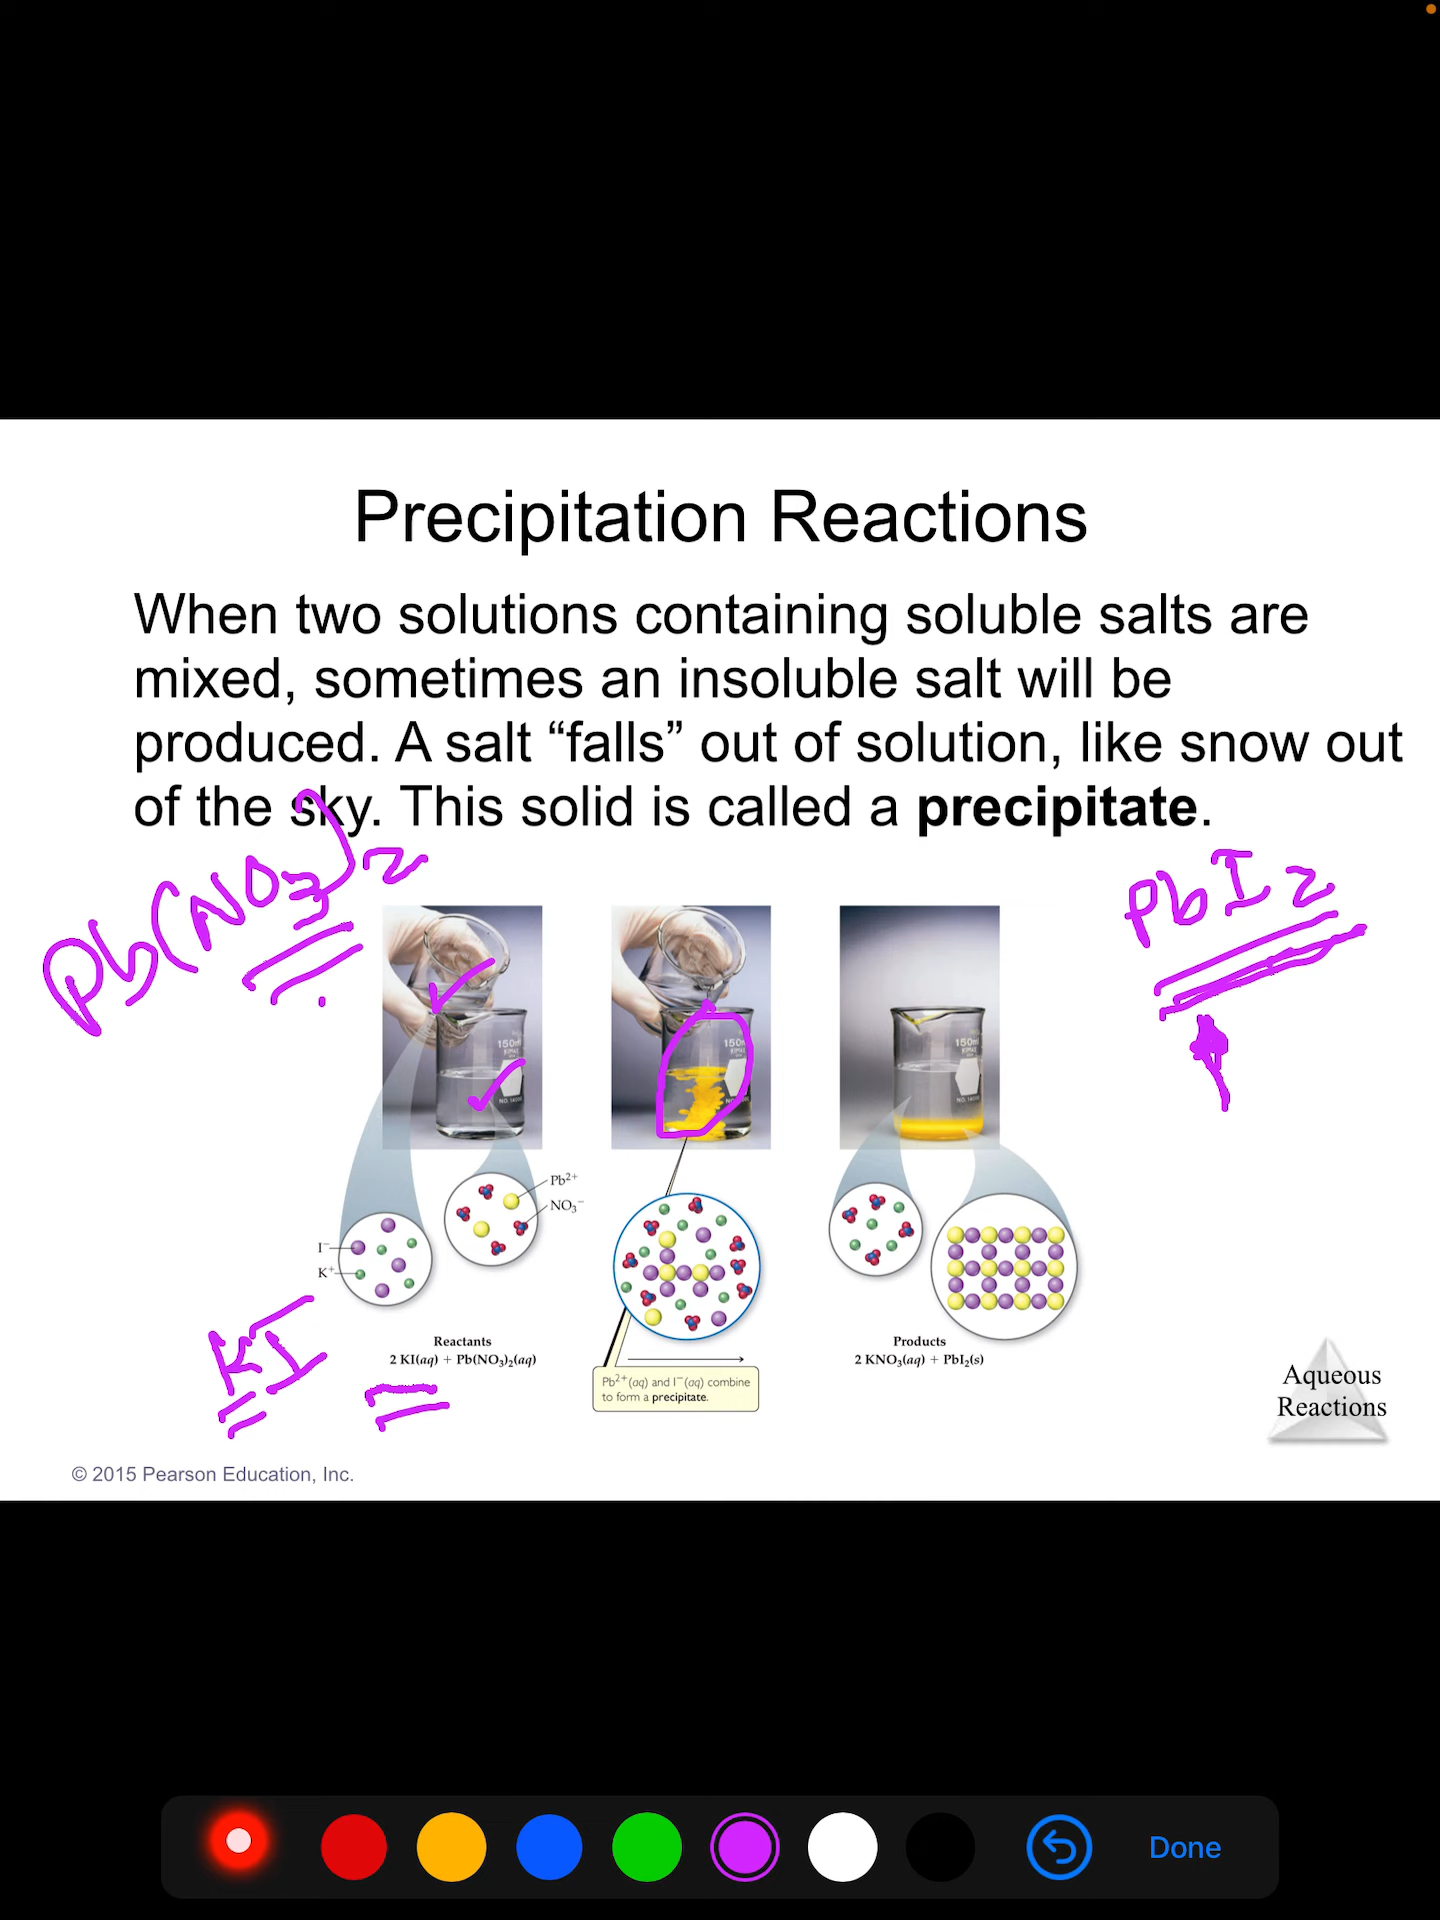 Precipitation Reactions
When two solutions containing soluble salts are
mixed, sometimes an insoluble salt will be
produced. A salt “falls” out of solution, like snow out
of the sky. This solid is called a precipitate.
Pb(NO3)2
PbI2
150ml
150ml
150ml
Pb²⁺
NO₃⁻
I⁻
K⁺
KI
Reactants
2 KI(aq) + Pb(NO₃)₂(aq)
Pb²⁺(aq) and I⁻(aq) combine
to form a precipitate.
Products
2 KNO₃(aq) + PbI₂(s)
Aqueous
Reactions
© 2015 Pearson Education, Inc.
Done